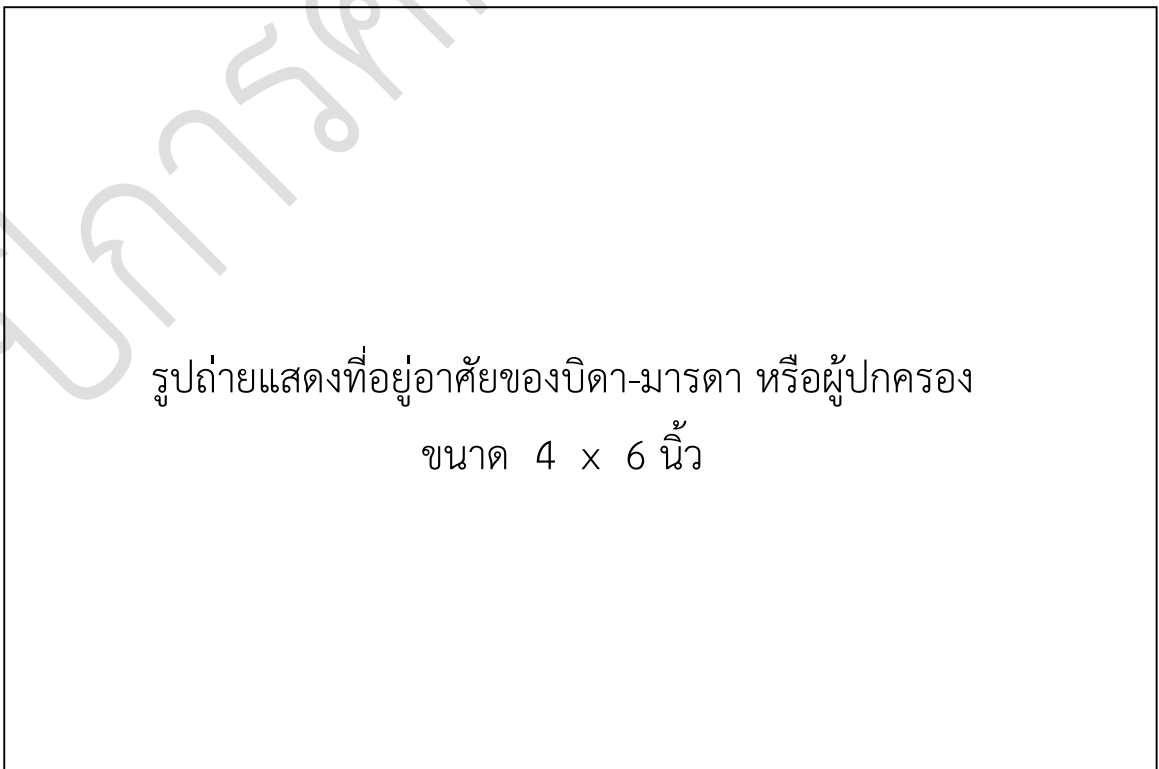 รูปถ่ายแสดงที่อยู่อาศัยของบิดา-มารดา หรือผู้ปกครอง
ขนาด 4 x 6 นิ้ว